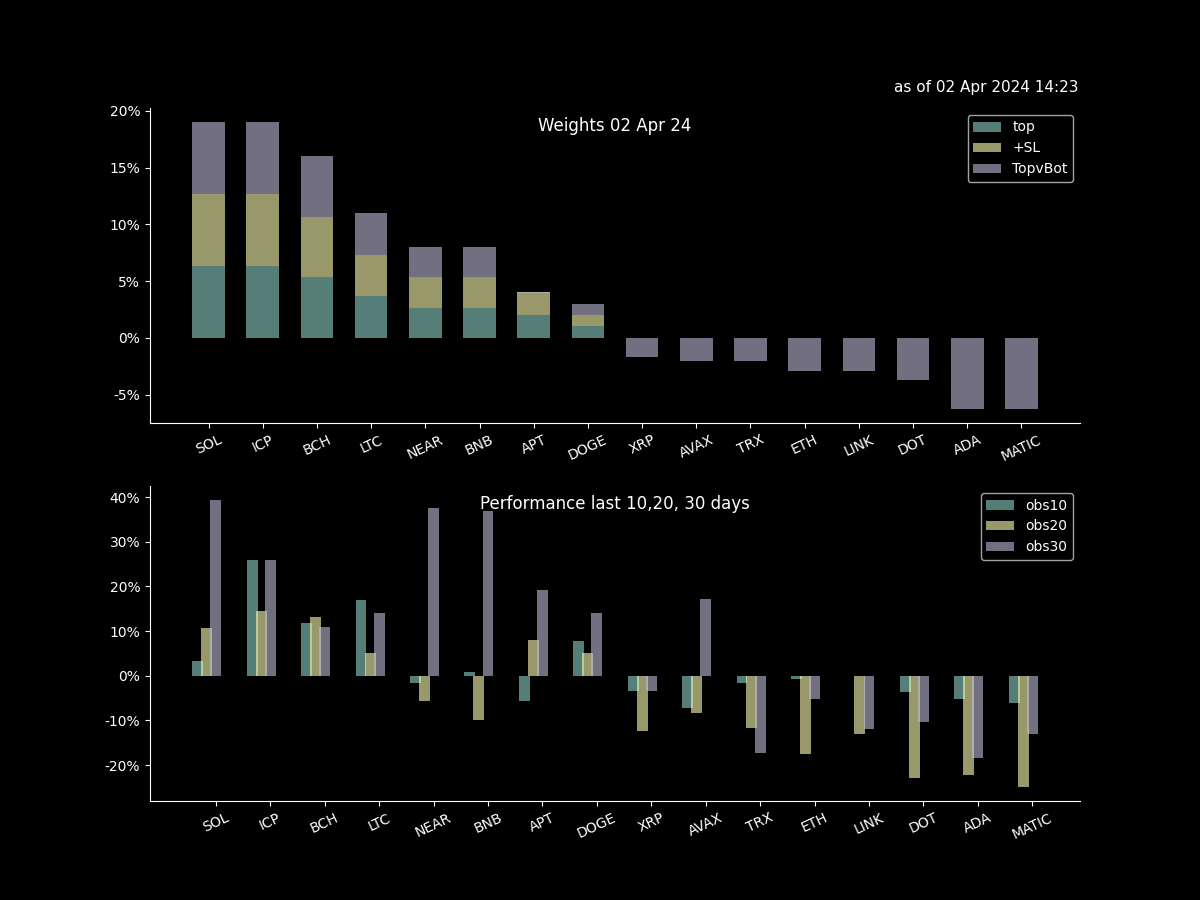 as of 02 Apr 2024 14:23
Weights 02 Apr 24
top
+SL
TopvBot
20%
15%
10%
5%
0%
-5%
SOL ICP BCH LTC NEAR BNB APT DOGE XRP AVAX TRX ETH LINK DOT ADA MATIC
Performance last 10,20, 30 days
obs10
obs20
obs30
40%
30%
20%
10%
0%
-10%
-20%
SOL ICP BCH LTC NEAR BNB APT DOGE XRP AVAX TRX ETH LINK DOT ADA MATIC